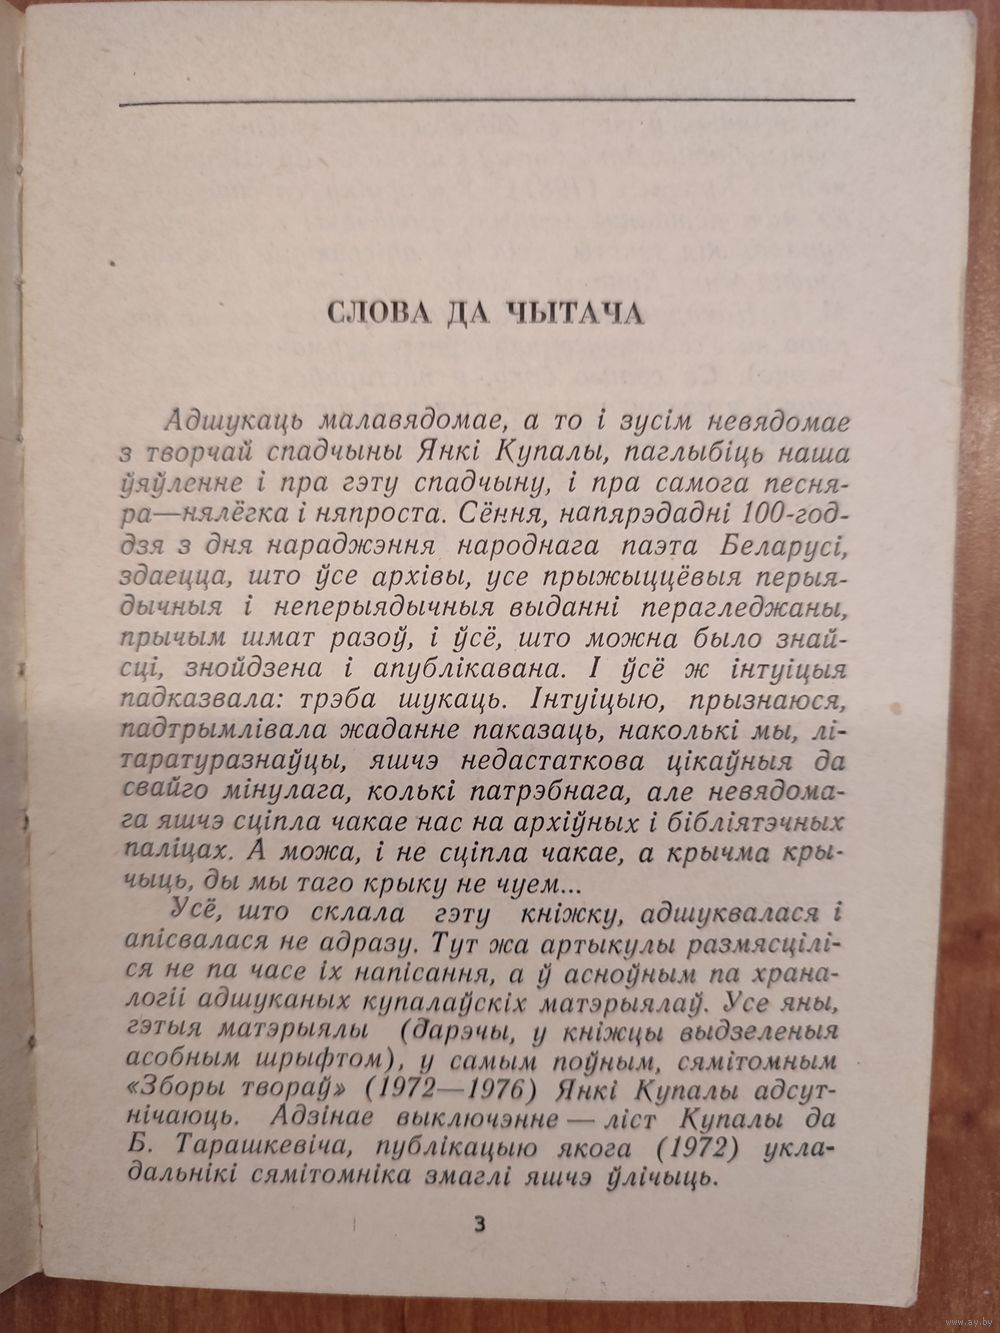 СЛОВА ДА ЧЫТАЧА
Адшукаць малавядомае, а то і зусім невядомае
з творчай спадчыны Янкі Купалы, паглыбіць наша
ўяўленне і пра гэту спадчыну, і пра самога песня-
ра—нялёгка і няпроста. Сёння, напярэдадні 100-год-
дзя з дня нараджэння народнага паэта Беларусі,
здаецца, што ўсе архівы, усе прыжыццёвыя перыя-
дычныя і неперыядычныя выданні перагледжаны,
прычым шмат разоў, і ўсё, што можна было знай-
сці, знойдзена і апублікавана. І ўсё ж інтуіцыя
падказвала: трэба шукаць. Інтуіцыю, прызнаюся,
падтрымлівала жаданне паказаць, наколькі мы, лі-
таратуразнаўцы, яшчэ недастаткова цікаўныя да
свайго мінулага, колькі патрэбнага, але невядома-
га яшчэ сціпла чакае нас на архіўных і бібліятэчных
паліцах. А можа, і не сціпла чакае, а крычма кры-
чыць, ды мы таго крыку не чуем...
Усё, што склала гэту кніжку, адшуквалася і
апісвалася не адразу. Тут жа артыкулы размясцілі-
ся не па часе іх напісання, а ў асноўным па храна-
логіі адшуканых купалаўскіх матэрыялаў. Усе яны,
гэтыя матэрыялы (дарэчы, у кніжцы выдзеленыя
асобным шрыфтом), у самым поўным, сямітомным
«Зборы твораў» (1972—1976) Янкі Купалы адсут-
нічаюць. Адзінае выключэнне — ліст Купалы да
Б. Тарашкевіча, публікацыю якога (1972) укла-
дальнікі сямітомніка змаглі яшчэ ўлічыць.
3
www.ay.by